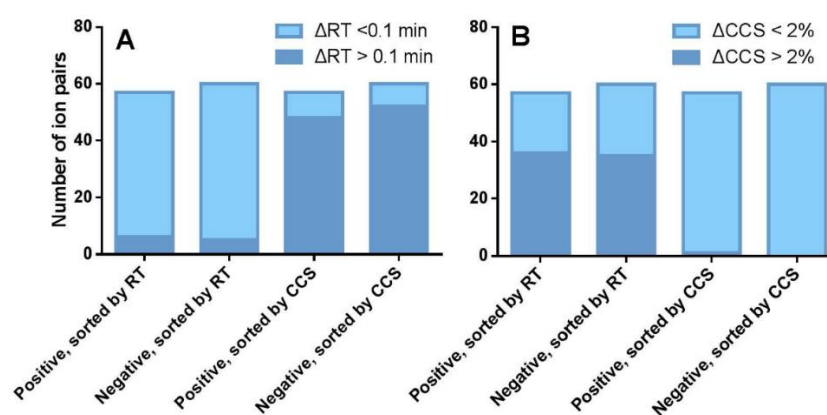 A
ΔRT <0.1 min
ΔRT > 0.1 min
Number of ion pairs
80
60
40
20
0
Positive, sorted by RT
Negative, sorted by RT
Positive, sorted by CCS
Negative, sorted by CCS
B
ΔCCS < 2%
ΔCCS > 2%
80
60
40
20
0
Positive, sorted by RT
Negative, sorted by RT
Positive, sorted by CCS
Negative, sorted by CCS